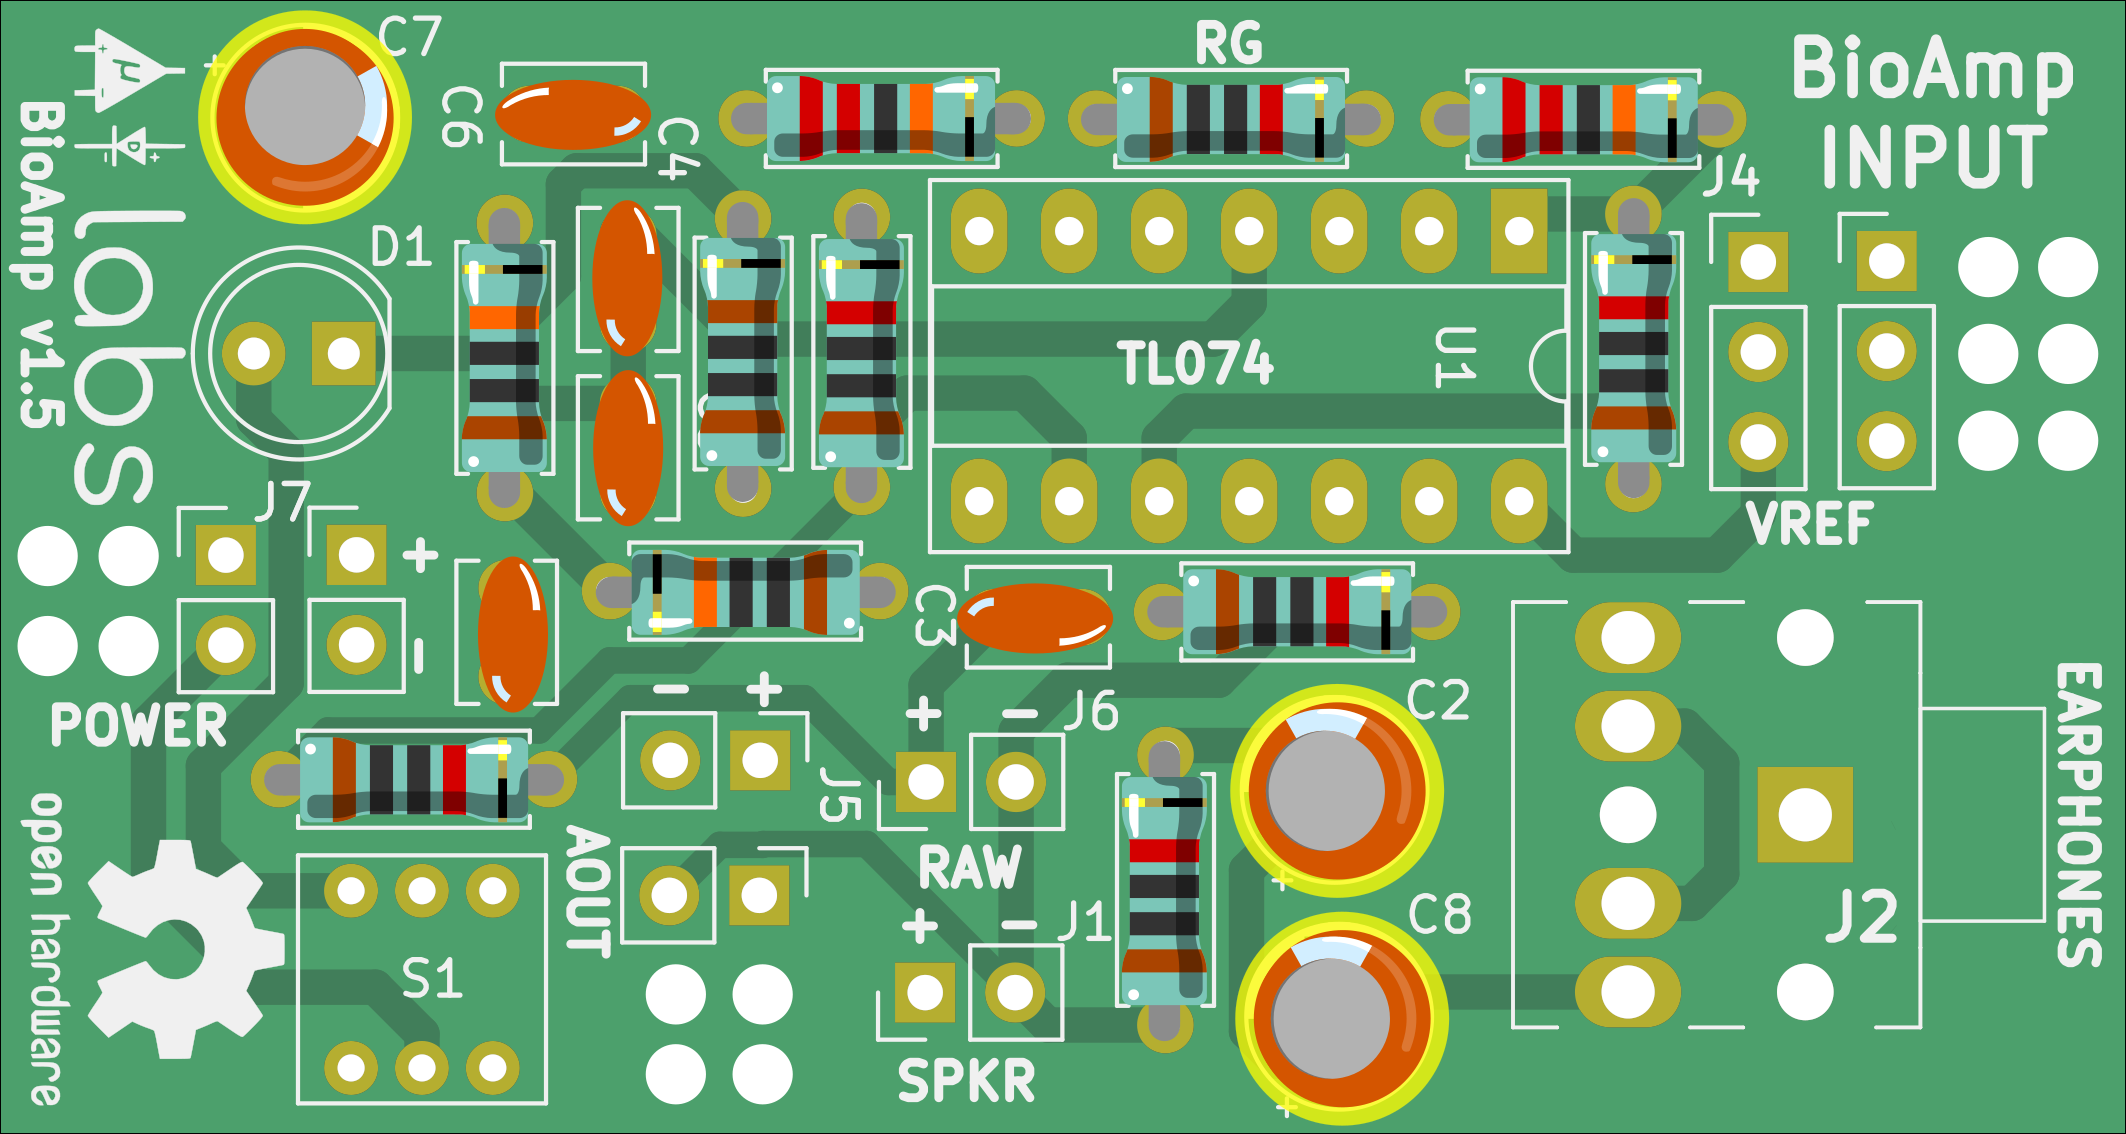 C7
RG
BioAmp
INPUT
C6
C4
J4
BioAmp v1.5
µ
D
labs
D1
TL074
U1
VREF
J7
+
-
POWER
C3
- +
J5
+ -
J6
RAW
C2
EARPHONES
open hardware
AOUT
S1
+ -
J1
SPKR
C8
J2